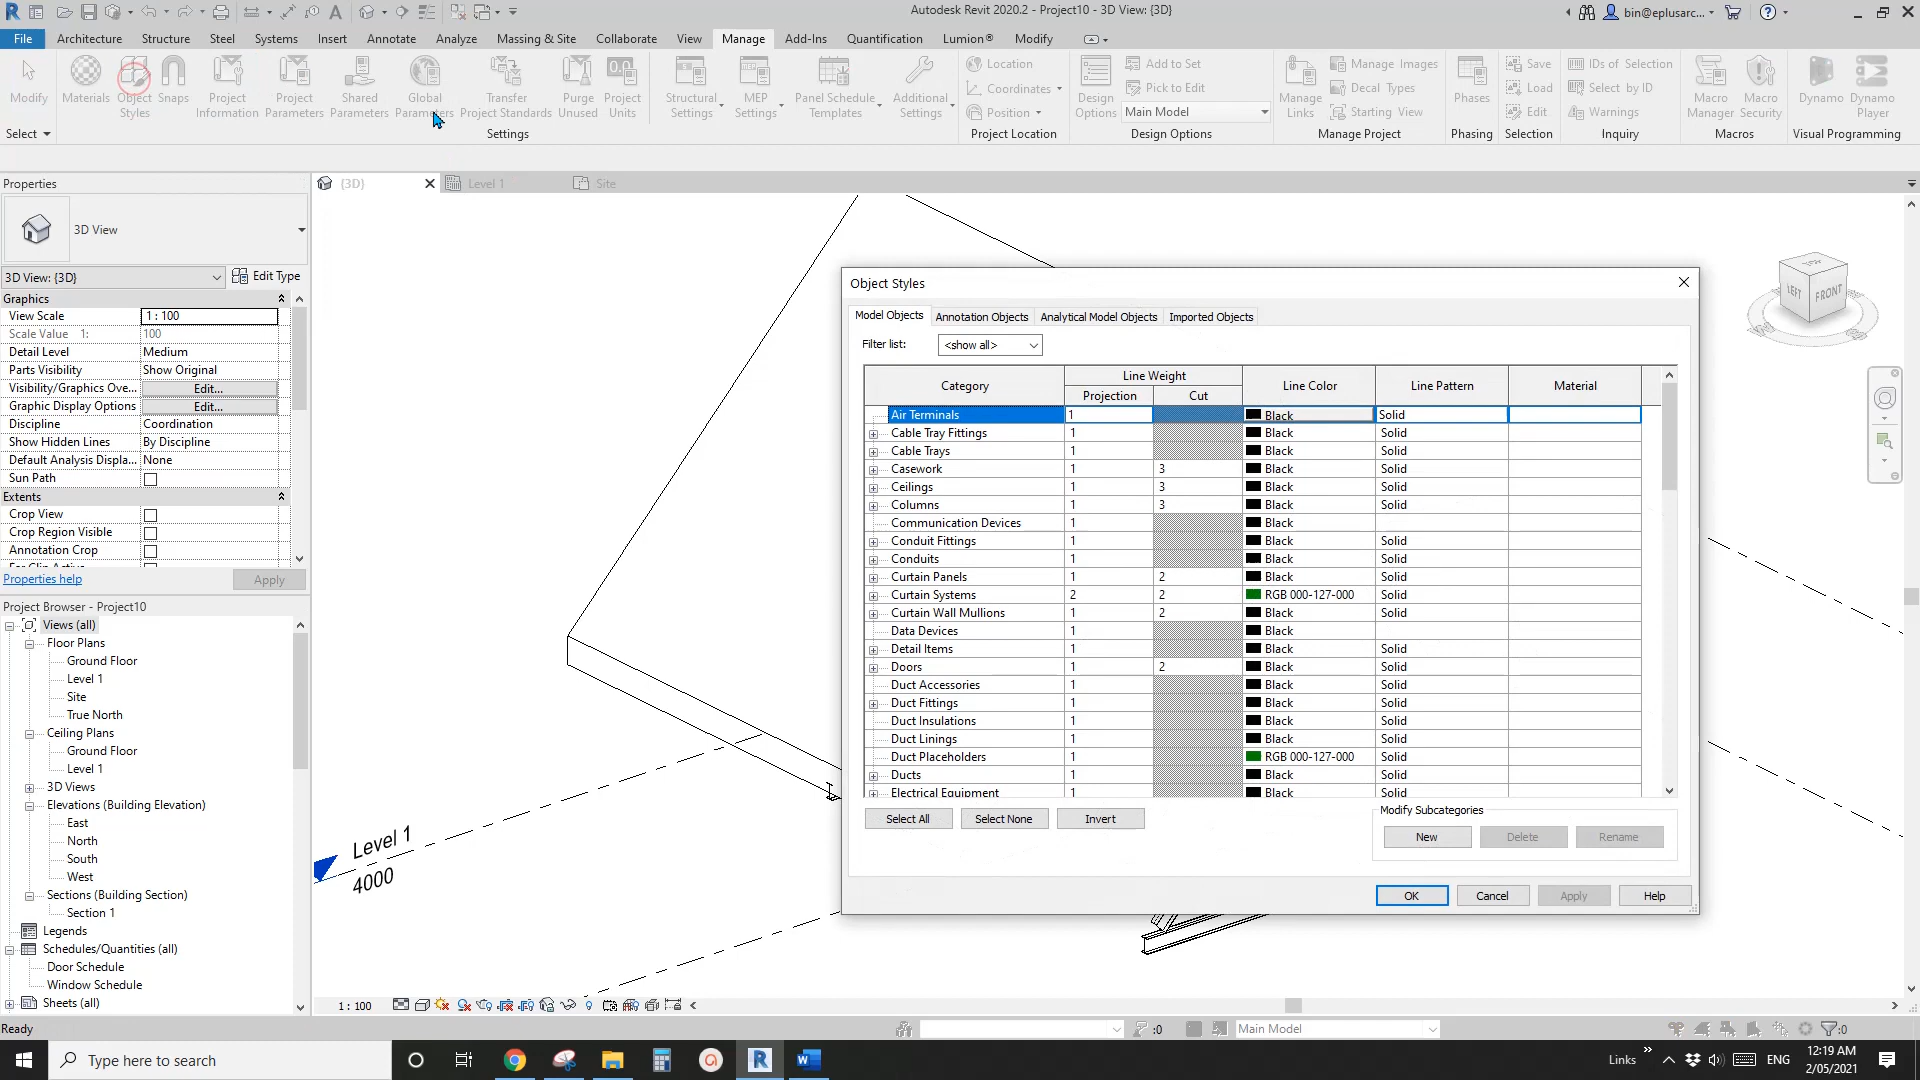 Autodesk Revit 2020.2 - Project10 - 3D View: {3D}
bin@eplusarc...
File Architecture Structure Steel Systems Insert Annotate Analyze Massing & Site Collaborate View Manage Add-Ins Quantification Lumion® Modify
Modify
Materials
Object Styles
Snaps
Project Information
Project Parameters
Shared Parameters
Global Parameters
Transfer Project Standards
Purge Unused
Project Units
Structural Settings
MEP Settings
Panel Schedule Templates
Additional Settings
Location
Coordinates
Position
Design Options
Add to Set
Pick to Edit
Main Model
Manage Links
Manage Images
Decal Types
Starting View
Phases
Save
Load
Edit
IDs of Selection
Select by ID
Warnings
Macro Manager
Macro Security
Dynamo
Dynamo Player
Select Settings Project Location Design Options Manage Project Phasing Selection Inquiry Macros Visual Programming
Properties
{3D} Level 1 Site
3D View
3D View: {3D} Edit Type
Graphics
View Scale 1 : 100
Scale Value 1: 100
Detail Level Medium
Parts Visibility Show Original
Visibility/Graphics Ove... Edit...
Graphic Display Options Edit...
Discipline Coordination
Show Hidden Lines By Discipline
Default Analysis Displa... None
Sun Path
Extents
Crop View
Crop Region Visible
Annotation Crop
Properties help Apply
Project Browser - Project10
Views (all)
Floor Plans
Ground Floor
Level 1
Site
True North
Ceiling Plans
Ground Floor
Level 1
3D Views
Elevations (Building Elevation)
East
North
South
West
Sections (Building Section)
Section 1
Legends
Schedules/Quantities (all)
Door Schedule
Window Schedule
Sheets (all)
Level 1
4000
LEFT FRONT
Object Styles
Model Objects Annotation Objects Analytical Model Objects Imported Objects
Filter list: <show all>
Category Line Weight Line Color Line Pattern Material
Projection Cut
Air Terminals 1 Black Solid
Cable Tray Fittings 1 Black Solid
Cable Trays 1 Black Solid
Casework 1 3 Black Solid
Ceilings 1 3 Black Solid
Columns 1 3 Black Solid
Communication Devices 1 Black
Conduit Fittings 1 Black Solid
Conduits 1 Black Solid
Curtain Panels 1 2 Black Solid
Curtain Systems 2 2 RGB 000-127-000 Solid
Curtain Wall Mullions 1 2 Black Solid
Data Devices 1 Black
Detail Items 1 Black Solid
Doors 1 2 Black Solid
Duct Accessories 1 Black Solid
Duct Fittings 1 Black Solid
Duct Insulations 1 Black Solid
Duct Linings 1 Black Solid
Duct Placeholders 1 RGB 000-127-000 Solid
Ducts 1 Black Solid
Electrical Equipment 1 Black Solid
Select All Select None Invert
Modify Subcategories
New Delete Rename
OK Cancel Apply Help
1 : 100
Ready
:0 Main Model :0
Type here to search
Links ENG
12:19 AM
2/05/2021